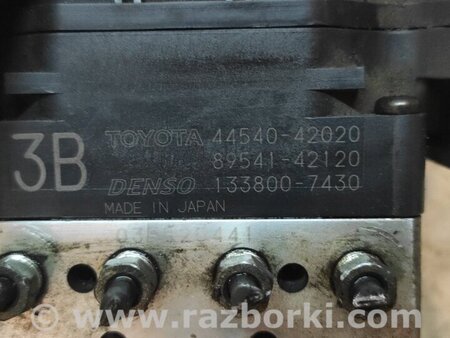 3B
TOYOTA 44540-42020
89541-42120
DENSO 133800-7430
MADE IN JAPAN
www.razborki.com